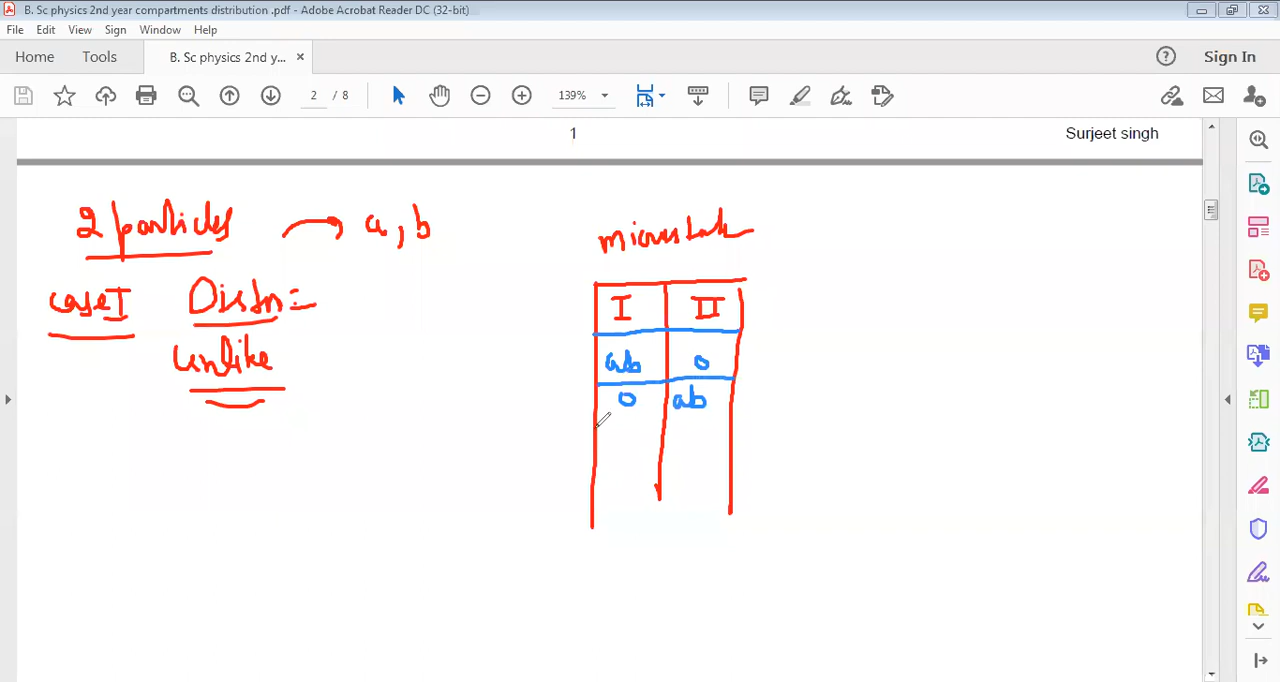 B. Sc physics 2nd year compartments distribution .pdf - Adobe Acrobat Reader DC (32-bit)
File Edit View Sign Window Help
Home Tools B. Sc physics 2nd y... × Sign In
2 / 8 139%
1 Surjeet singh
2 particles → a, b
microstate
case I Distn =
unlike
I II
ab 0
0 ab